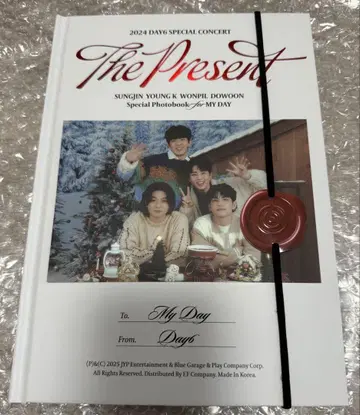 2024 DAY6 SPECIAL CONCERT
The Present
SUNGJIN YOUNG K WONPIL DOWOON
Special Photobook for MY DAY
To. My Day
From. Day6
(P)&(C) 2025 JYP Entertainment & Blue Garage & Play Company Corp.
All Rights Reserved. Distributed By YF Company. Made In Korea.